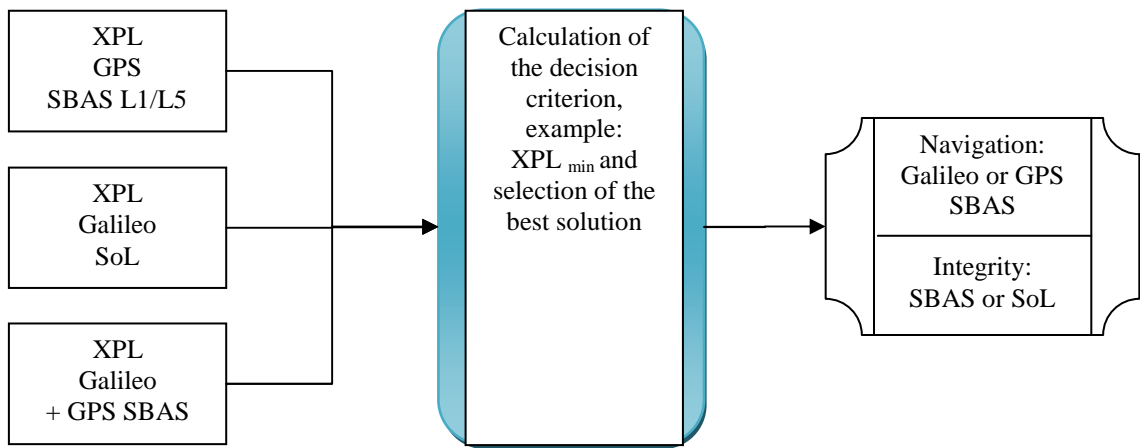 XPL
GPS
SBAS L1/L5
XPL
Galileo
SoL
XPL
Galileo
+ GPS SBAS
Calculation of
the decision
criterion,
example:
XPL min and
selection of the
best solution
Navigation:
Galileo or GPS
SBAS
Integrity:
SBAS or SoL